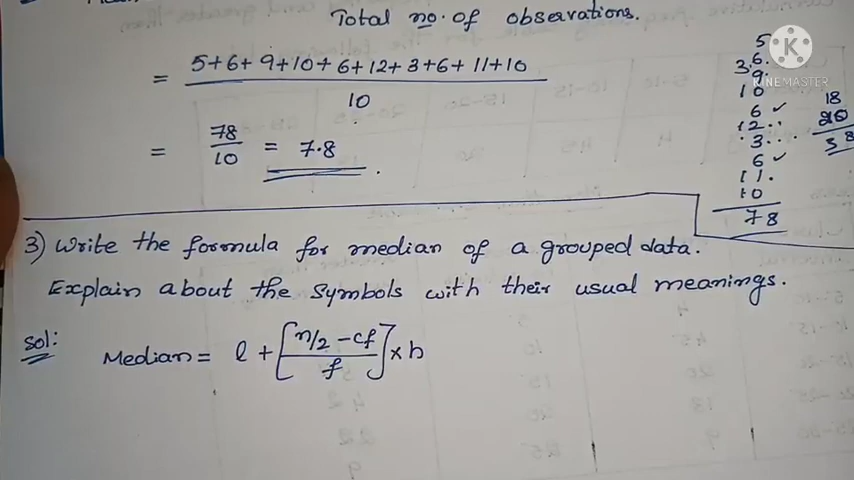 Total no. of observations.
= 5+6+9+10+6+12+3+6+11+10
10
= 78/10 = 7.8
5
6
3. 9
10
6 ✓
12
3
6 ✓
11
10
78
18
20
38
K
KINEMASTER
3) Write the formula for median of a grouped data.
Explain about the symbols with their usual meanings.
Sol:
Median = l + [n/2 - cf / f] × h